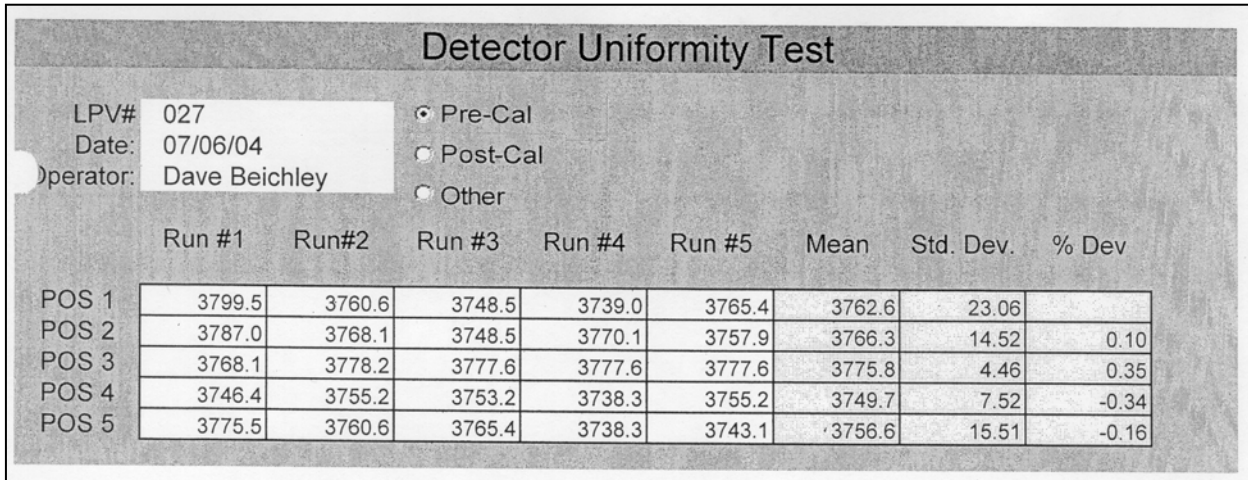 Detector Uniformity Test
LPV# 027 Pre-Cal
Date: 07/06/04 Post-Cal
Operator: Dave Beichley Other
Run #1 Run#2 Run #3 Run #4 Run #5 Mean Std. Dev. % Dev
POS 1 3799.5 3760.6 3748.5 3739.0 3765.4 3762.6 23.06
POS 2 3787.0 3768.1 3748.5 3770.1 3757.9 3766.3 14.52 0.10
POS 3 3768.1 3778.2 3777.6 3777.6 3777.6 3775.8 4.46 0.35
POS 4 3746.4 3755.2 3753.2 3738.3 3755.2 3749.7 7.52 -0.34
POS 5 3775.5 3760.6 3765.4 3738.3 3743.1 3756.6 15.51 -0.16